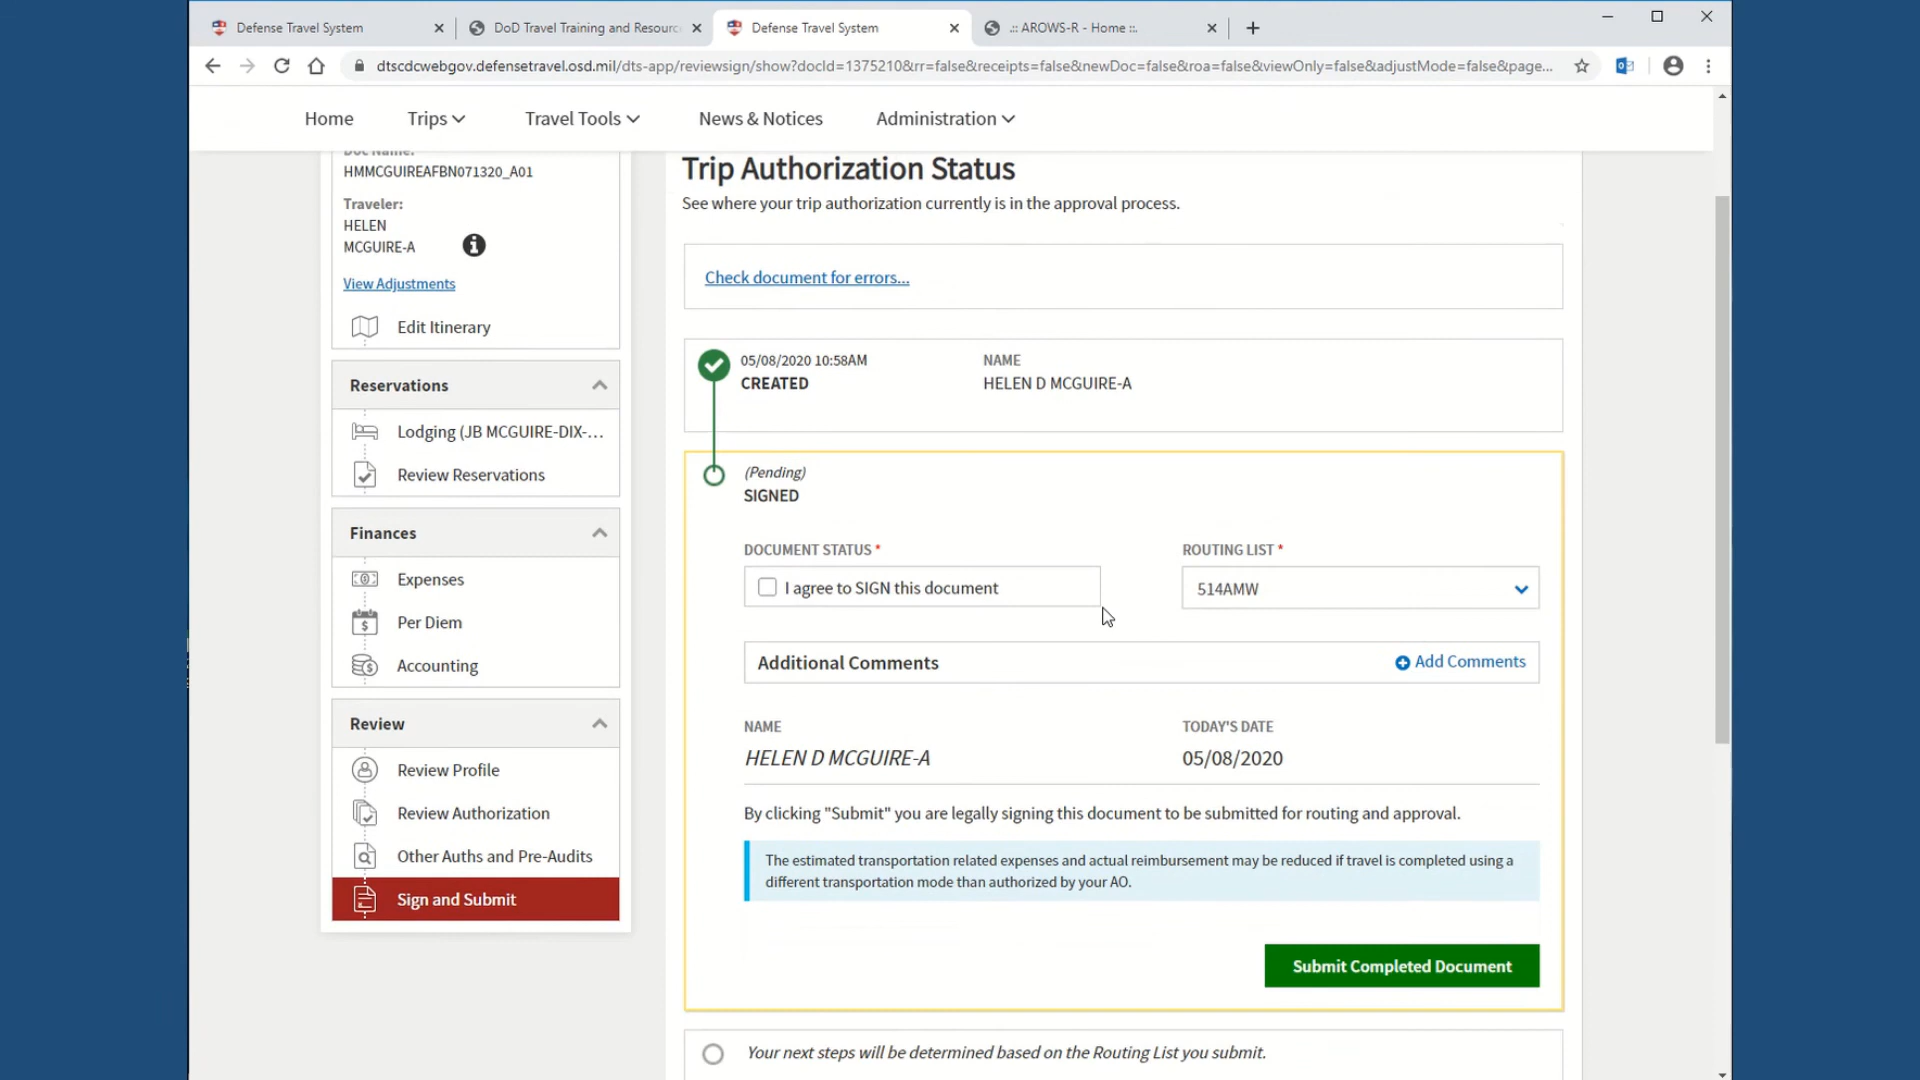 Defense Travel System
DoD Travel Training and Resourc
Defense Travel System
.:: AROWS-R - Home ::.
dtscdcwebgov.defensetravel.osd.mil/dts-app/reviewsign/show?docId=1375210&rr=false&receipts=false&newDoc=false&roa=false&viewOnly=false&adjustMode=false&page...
Home
Trips
Travel Tools
News & Notices
Administration
Doc Name:
HMMCGUIREAFBN071320_A01
Traveler:
HELEN
MCGUIRE-A
View Adjustments
Edit Itinerary
Reservations
Lodging (JB MCGUIRE-DIX-...
Review Reservations
Finances
Expenses
Per Diem
Accounting
Review
Review Profile
Review Authorization
Other Auths and Pre-Audits
Sign and Submit
Trip Authorization Status
See where your trip authorization currently is in the approval process.
Check document for errors...
05/08/2020 10:58AM
CREATED
NAME
HELEN D MCGUIRE-A
(Pending)
SIGNED
DOCUMENT STATUS *
I agree to SIGN this document
ROUTING LIST *
514AMW
Additional Comments
Add Comments
NAME
HELEN D MCGUIRE-A
TODAY'S DATE
05/08/2020
By clicking "Submit" you are legally signing this document to be submitted for routing and approval.
The estimated transportation related expenses and actual reimbursement may be reduced if travel is completed using a
different transportation mode than authorized by your AO.
Submit Completed Document
Your next steps will be determined based on the Routing List you submit.